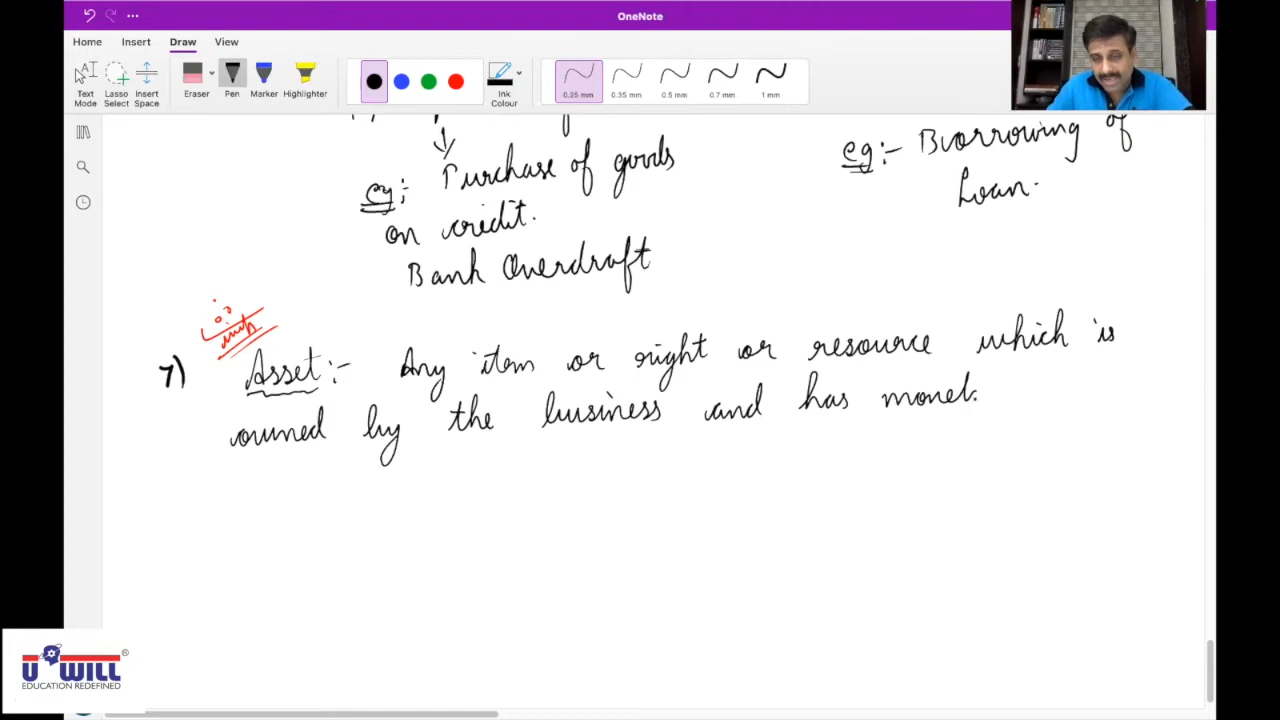 OneNote
Home Insert Draw View
Text Mode
Lasso Select
Insert Space
Eraser
Pen
Marker
Highlighter
Ink Colour
0.25 mm
0.35 mm
0.5 mm
0.7 mm
1 mm
eg:- Purchase of goods
on credit.
Bank Overdraft
eg:- Borrowing of
Loan.
7) Asset:- Any item or right or resource which is
owned by the business and has monet
U WILL ®
EDUCATION REDEFINED